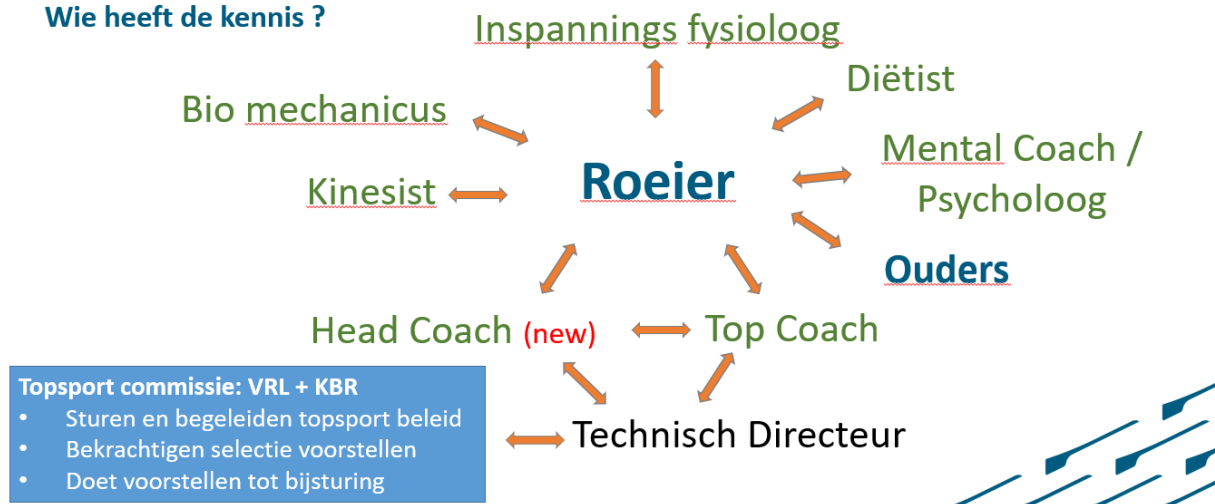 Wie heeft de kennis ?
Inspannings fysioloog
Diëtist
Bio mechanicus
Mental Coach /
Psycholoog
Roeier
Kinesist
Ouders
Head Coach (new)
Top Coach
Topsport commissie: VRL + KBR
• Sturen en begeleiden topsport beleid
• Bekrachtigen selectie voorstellen
• Doet voorstellen tot bijsturing
Technisch Directeur